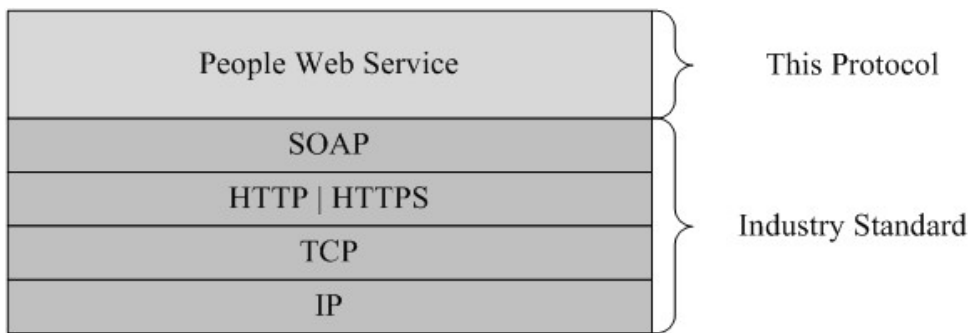 People Web Service
This Protocol
SOAP
HTTP | HTTPS
TCP
IP
Industry Standard